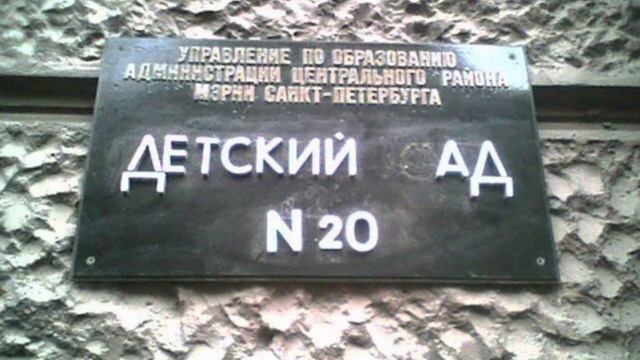 УПРАВЛЕНИЕ ПО ОБРАЗОВАНИЮ
АДМИНИСТРАЦИИ ЦЕНТРАЛЬНОГО РАЙОНА
МЭРИИ САНКТ-ПЕТЕРБУРГА
ДЕТСКИЙ АД
N 20